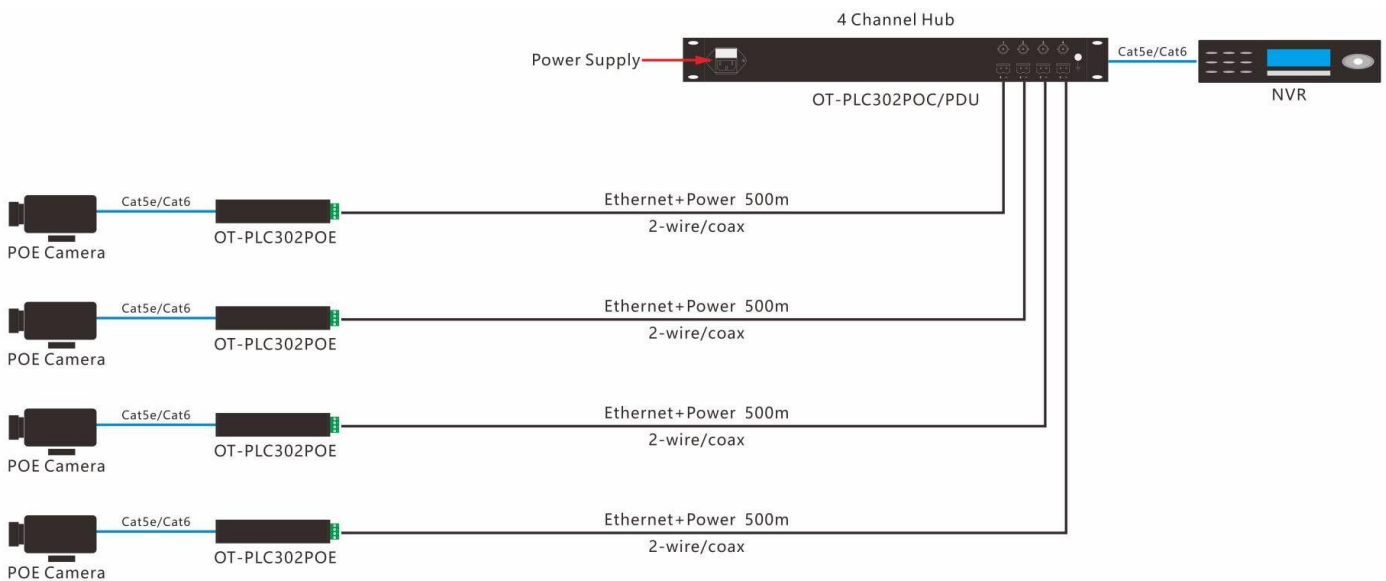 4 Channel Hub
Power Supply
Cat5e/Cat6
OT-PLC302POC/PDU
NVR
Cat5e/Cat6
Ethernet+Power 500m
2-wire/coax
OT-PLC302POE
POE Camera
Cat5e/Cat6
Ethernet+Power 500m
2-wire/coax
OT-PLC302POE
POE Camera
Cat5e/Cat6
Ethernet+Power 500m
2-wire/coax
OT-PLC302POE
POE Camera
Cat5e/Cat6
Ethernet+Power 500m
2-wire/coax
OT-PLC302POE
POE Camera